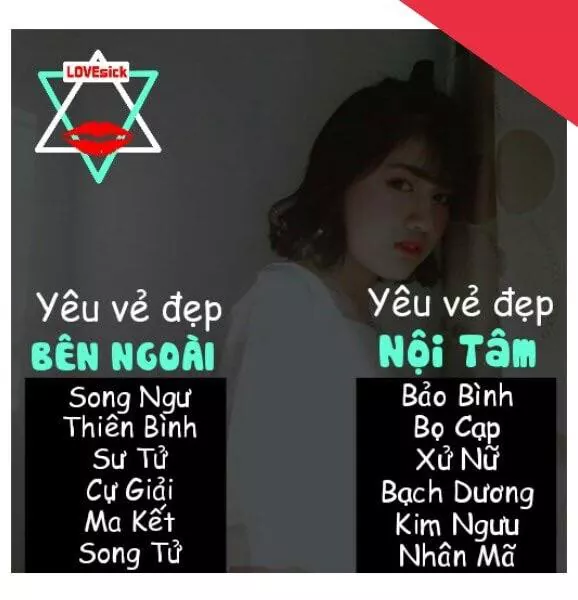 LOVEsick
Yêu vẻ đẹp
BÊN NGOÀI
Song Ngư
Thiên Bình
Sư Tử
Cự Giải
Ma Kết
Song Tử
Yêu vẻ đẹp
Nội Tâm
Bảo Bình
Bọ Cạp
Xử Nữ
Bạch Dương
Kim Ngưu
Nhân Mã